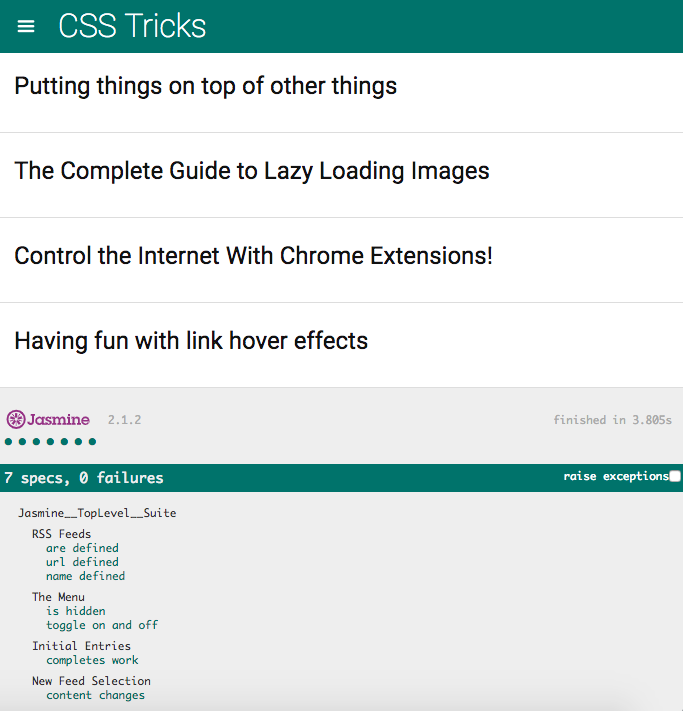 CSS Tricks
Putting things on top of other things
The Complete Guide to Lazy Loading Images
Control the Internet With Chrome Extensions!
Having fun with link hover effects
Jasmine 2.1.2 finished in 3.805s
7 specs, 0 failures raise exceptions
Jasmine__TopLevel__Suite
RSS Feeds
are defined
url defined
name defined
The Menu
is hidden
toggle on and off
Initial Entries
completes work
New Feed Selection
content changes